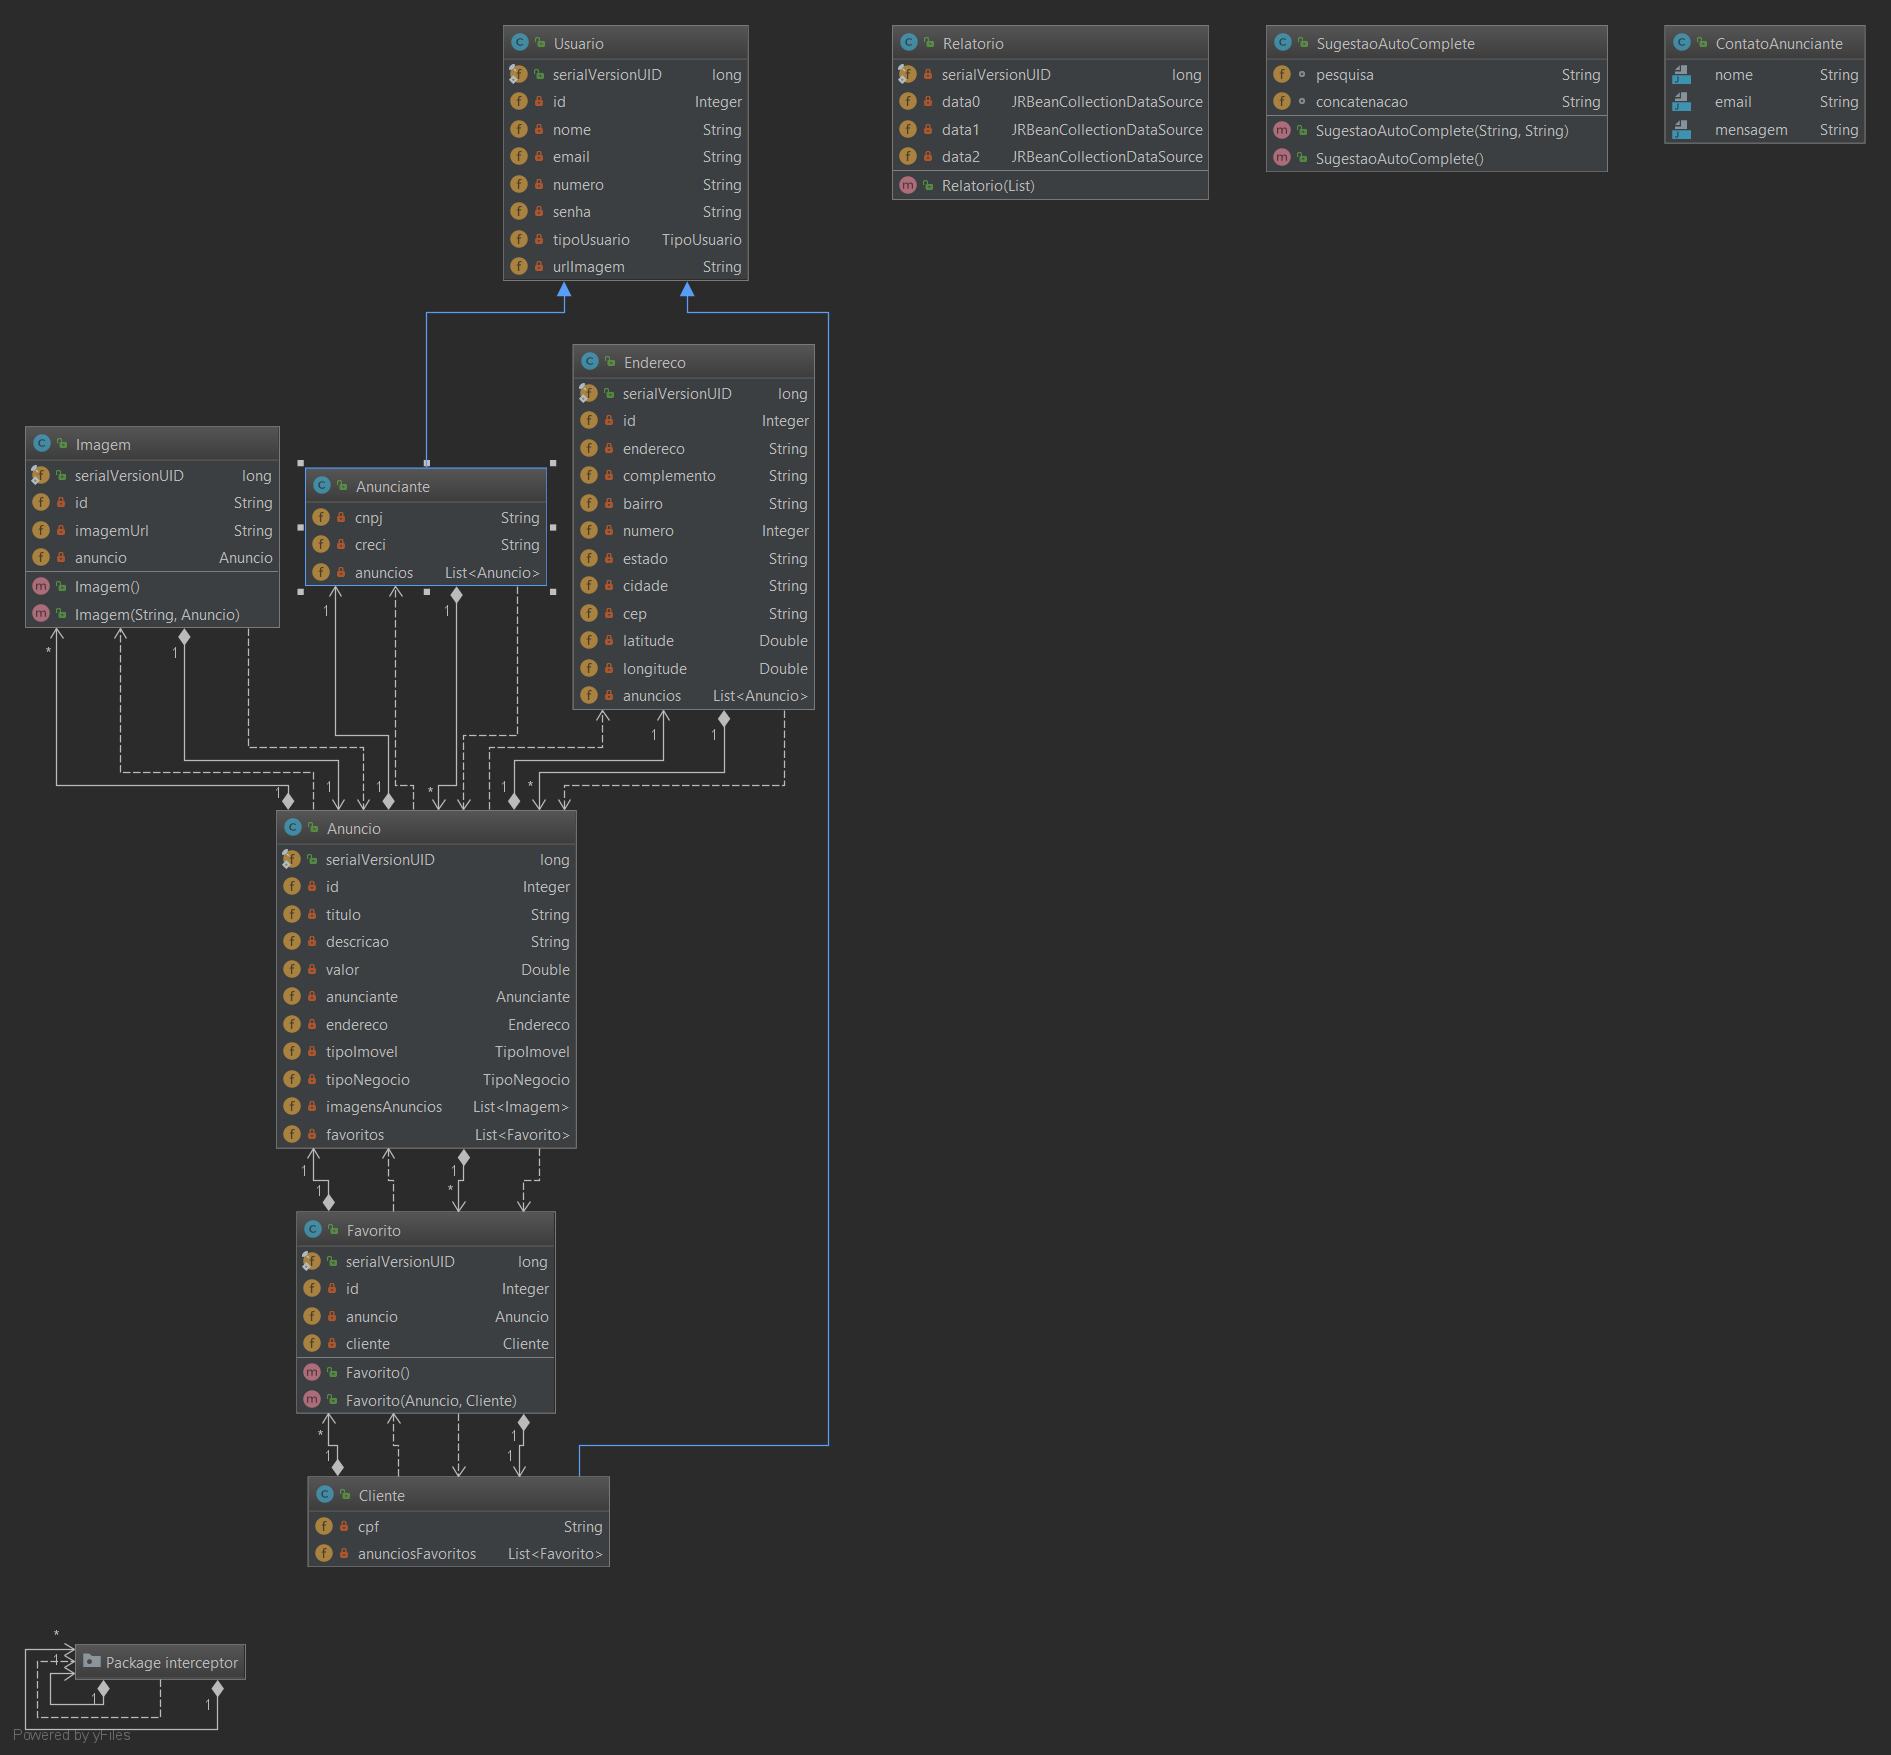 Usuario
serialVersionUID long
id Integer
nome String
email String
numero String
senha String
tipoUsuario TipoUsuario
urlImagem String
Relatorio
serialVersionUID long
data0 JRBeanCollectionDataSource
data1 JRBeanCollectionDataSource
data2 JRBeanCollectionDataSource
Relatorio(List)
SugestaoAutoComplete
pesquisa String
concatenacao String
SugestaoAutoComplete(String, String)
SugestaoAutoComplete()
ContatoAnunciante
nome String
email String
mensagem String
Endereco
serialVersionUID long
id Integer
endereco String
complemento String
bairro String
numero Integer
estado String
cidade String
cep String
latitude Double
longitude Double
anuncios List<Anuncio>
Imagem
serialVersionUID long
id String
imagemUrl String
anuncio Anuncio
Imagem()
Imagem(String, Anuncio)
Anunciante
cnpj String
creci String
anuncios List<Anuncio>
1 1
* 1
1 1
1 1 1 * 1 *
Anuncio
serialVersionUID long
id Integer
titulo String
descricao String
valor Double
anunciante Anunciante
endereco Endereco
tipoImovel TipoImovel
tipoNegocio TipoNegocio
imagensAnuncios List<Imagem>
favoritos List<Favorito>
1 1
1 *
Favorito
serialVersionUID long
id Integer
anuncio Anuncio
cliente Cliente
Favorito()
Favorito(Anuncio, Cliente)
* 1
1 1
Cliente
cpf String
anunciosFavoritos List<Favorito>
*
1
Package interceptor
1 1
Powered by yFiles